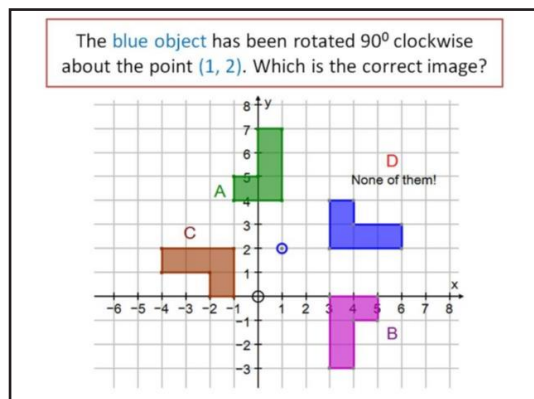 The blue object has been rotated 90⁰ clockwise
about the point (1, 2). Which is the correct image?
8 y
7
6
D
5
None of them!
A
4
C
3
2
1
x
-6 -5 -4 -3 -2 -1 1 2 3 4 5 6 7 8
-1
B
-2
-3